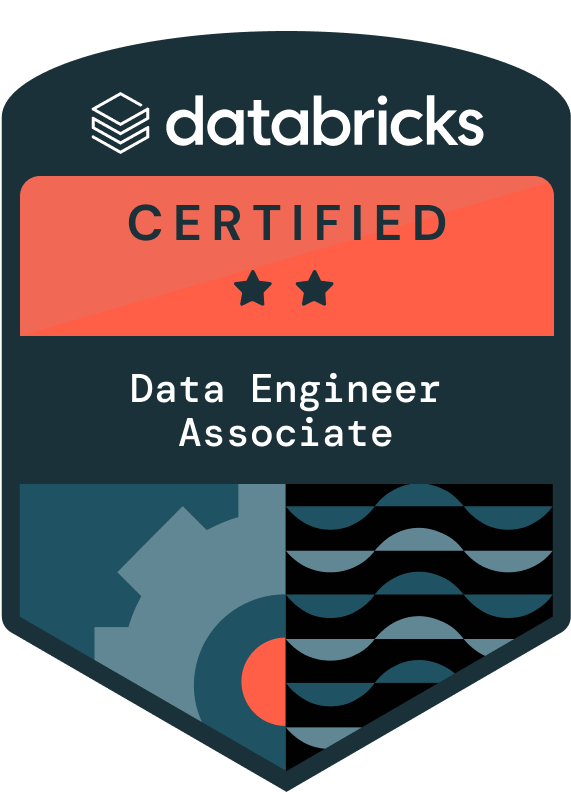 databricks
CERTIFIED
Data Engineer
Associate